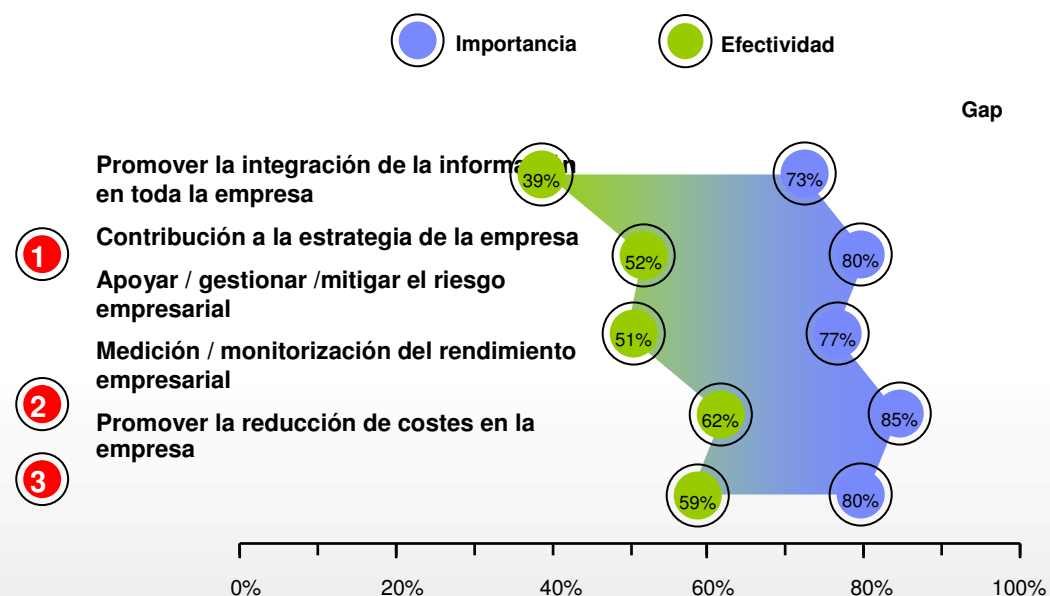 Importancia
Efectividad
Gap
Promover la integración de la información
en toda la empresa
39%
73%
1
Contribución a la estrategia de la empresa
52%
80%
Apoyar / gestionar /mitigar el riesgo
empresarial
51%
77%
Medición / monitorización del rendimiento
empresarial
2
62%
85%
Promover la reducción de costes en la
empresa
3
59%
80%
0%
20%
40%
60%
80%
100%